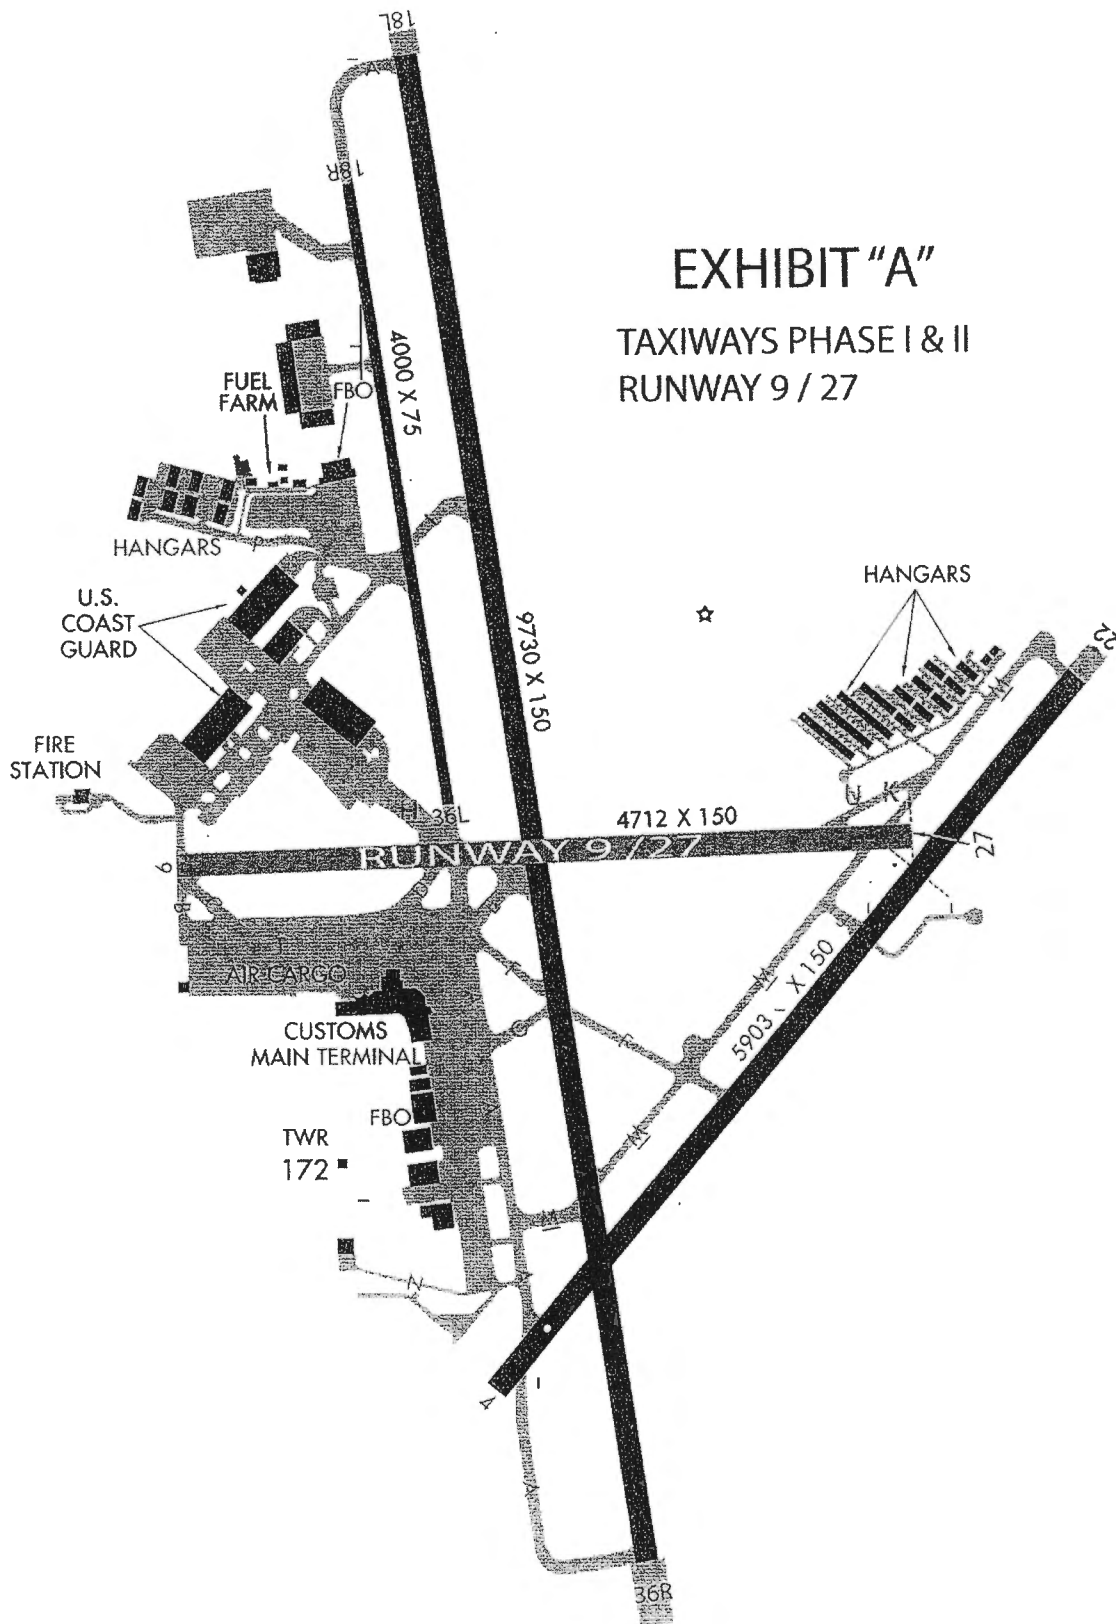 18L
A
18R
EXHIBIT "A"
TAXIWAYS PHASE I & II
RUNWAY 9 / 27
4000 X 75
FUEL
FARM
FBO
HANGARS
P
HANGARS
U.S.
COAST
GUARD
9730 X 150
22
M
FIRE
STATION
H
36L
4712 X 150
J
K
RUNWAY 9 / 27
9
27
B
G
AIR CARGO
F
M
5903 X 150
CUSTOMS
MAIN TERMINAL
G
F
FBO
M
TWR
172
M
N
A
4
A
36R